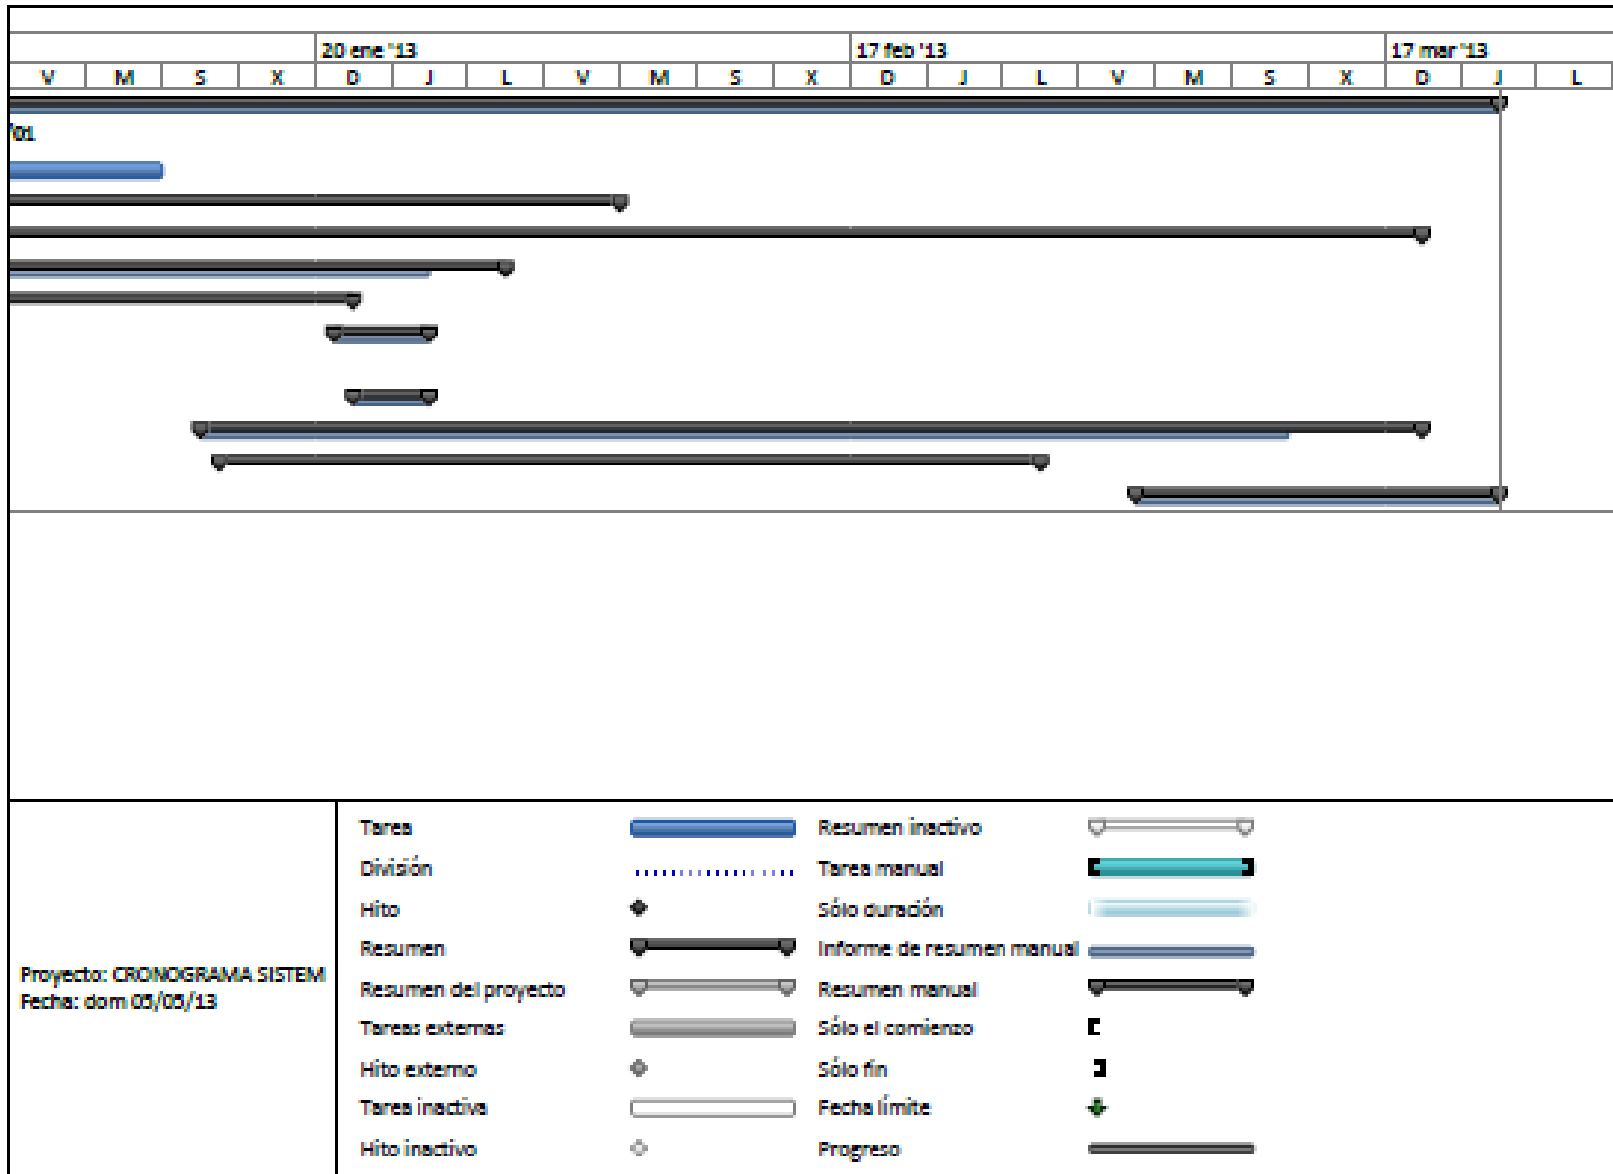 20 ene '13 17 feb '13 17 mar '13
V M S X D J L V M S X D J L V M S X D J L
/01
Tarea Resumen inactivo
División Tarea manual
Hito Sólo duración
Resumen Informe de resumen manual
Proyecto: CRONOGRAMA SISTEM
Fecha: dom 05/05/13
Resumen del proyecto Resumen manual
Tareas externas Sólo el comienzo
Hito externo Sólo fin
Tarea inactiva Fecha límite
Hito inactivo Progreso